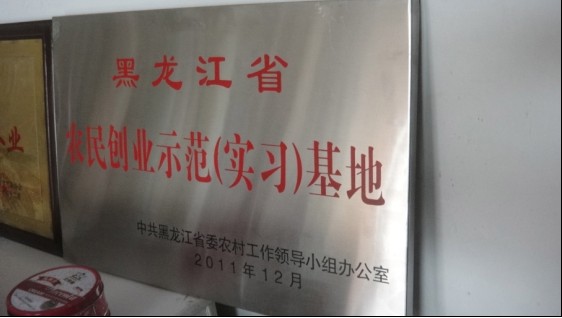 黑龙江省
农民创业示范(实习)基地
中共黑龙江省委农村工作领导小组办公室
2011年12月
业